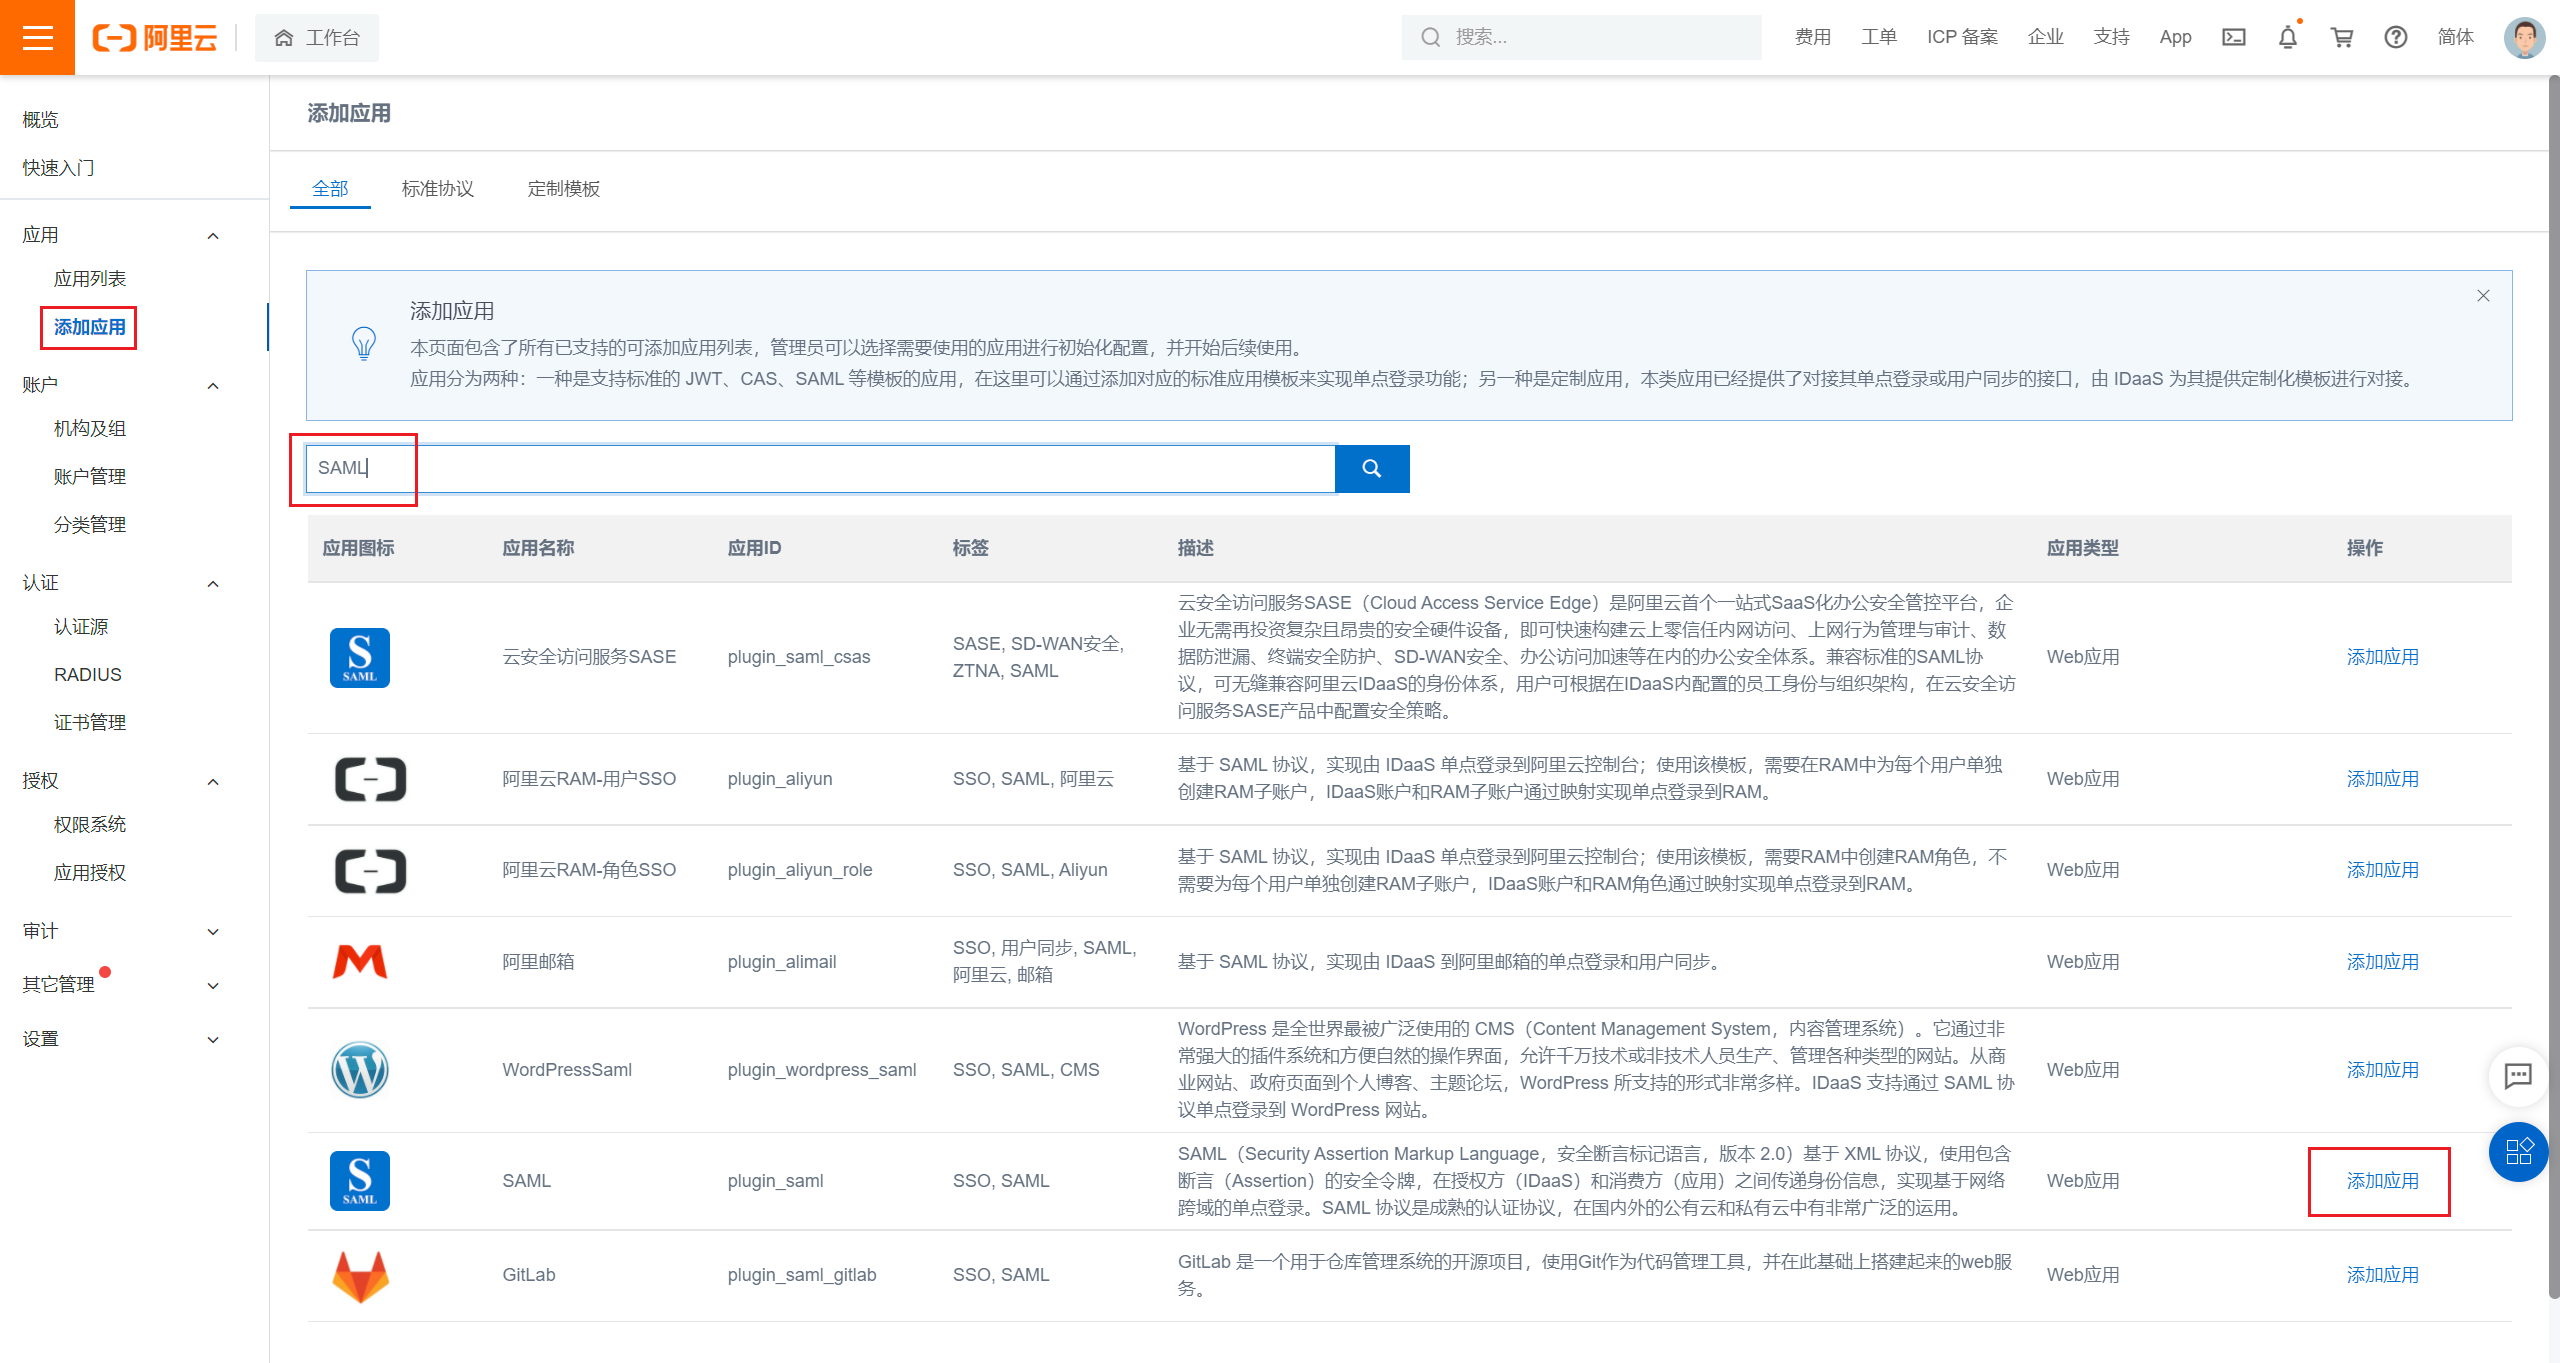 阿里云
工作台
搜索...
费用
工单
ICP 备案
企业
支持
App
简体
概览
快速入门
应用
应用列表
添加应用
账户
机构及组
账户管理
分类管理
认证
认证源
RADIUS
证书管理
授权
权限系统
应用授权
审计
其它管理
设置
添加应用
全部
标准协议
定制模板
添加应用
本页面包含了所有已支持的可添加应用列表，管理员可以选择需要使用的应用进行初始化配置，并开始后续使用。
应用分为两种：一种是支持标准的 JWT、CAS、SAML 等模板的应用，在这里可以通过添加对应的标准应用模板来实现单点登录功能；另一种是定制应用，本类应用已经提供了对接其单点登录或用户同步的接口，由 IDaaS 为其提供定制化模板进行对接。
SAML
应用图标 应用名称 应用ID 标签 描述 应用类型 操作
S
SAML
云安全访问服务SASE
plugin_saml_csas
SASE, SD-WAN安全,
ZTNA, SAML
云安全访问服务SASE（Cloud Access Service Edge）是阿里云首个一站式SaaS化办公安全管控平台，企
业无需再投资复杂且昂贵的安全硬件设备，即可快速构建云上零信任内网访问、上网行为管理与审计、数
据防泄漏、终端安全防护、SD-WAN安全、办公访问加速等在内的办公安全体系。兼容标准的SAML协
议，可无缝兼容阿里云IDaaS的身份体系，用户可根据在IDaaS内配置的员工身份与组织架构，在云安全访
问服务SASE产品中配置安全策略。
Web应用
添加应用
阿里云RAM-用户SSO
plugin_aliyun
SSO, SAML, 阿里云
基于 SAML 协议，实现由 IDaaS 单点登录到阿里云控制台；使用该模板，需要在RAM中为每个用户单独
创建RAM子账户，IDaaS账户和RAM子账户通过映射实现单点登录到RAM。
Web应用
添加应用
阿里云RAM-角色SSO
plugin_aliyun_role
SSO, SAML, Aliyun
基于 SAML 协议，实现由 IDaaS 单点登录到阿里云控制台；使用该模板，需要RAM中创建RAM角色，不
需要为每个用户单独创建RAM子账户，IDaaS账户和RAM角色通过映射实现单点登录到RAM。
Web应用
添加应用
阿里邮箱
plugin_alimail
SSO, 用户同步, SAML,
阿里云, 邮箱
基于 SAML 协议，实现由 IDaaS 到阿里邮箱的单点登录和用户同步。
Web应用
添加应用
WordPressSaml
plugin_wordpress_saml
SSO, SAML, CMS
WordPress 是全世界最被广泛使用的 CMS（Content Management System，内容管理系统）。它通过非
常强大的插件系统和方便自然的操作界面，允许千万技术或非技术人员生产、管理各种类型的网站。从商
业网站、政府页面到个人博客、主题论坛，WordPress 所支持的形式非常多样。IDaaS 支持通过 SAML 协
议单点登录到 WordPress 网站。
Web应用
添加应用
S
SAML
SAML
plugin_saml
SSO, SAML
SAML（Security Assertion Markup Language，安全断言标记语言，版本 2.0）基于 XML 协议，使用包含
断言（Assertion）的安全令牌，在授权方（IDaaS）和消费方（应用）之间传递身份信息，实现基于网络
跨域的单点登录。SAML 协议是成熟的认证协议，在国内外的公有云和私有云中有非常广泛的运用。
Web应用
添加应用
GitLab
plugin_saml_gitlab
SSO, SAML
GitLab 是一个用于仓库管理系统的开源项目，使用Git作为代码管理工具，并在此基础上搭建起来的web服
务。
Web应用
添加应用